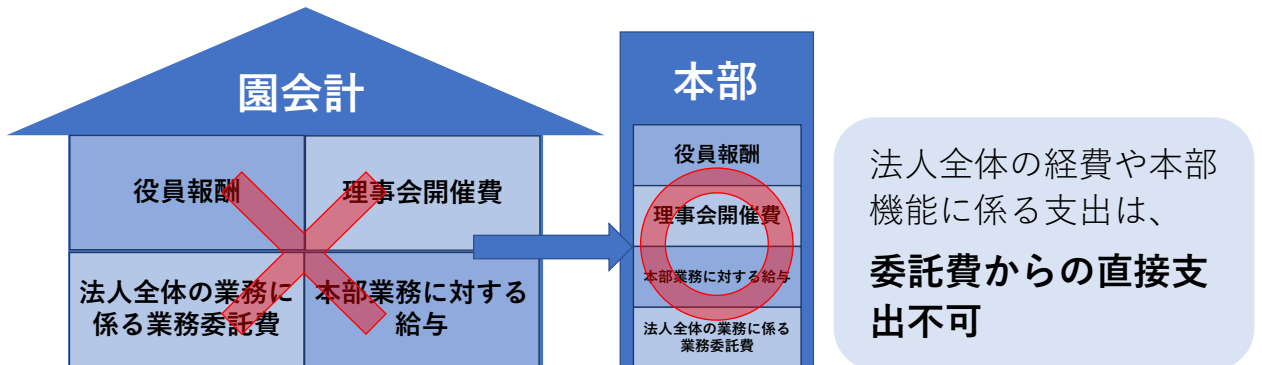 園会計
役員報酬
理事会開催費
法人全体の業務に
係る業務委託費
本部業務に対する
給与
本部
役員報酬
理事会開催費
本部業務に対する給与
法人全体の業務に係る
業務委託費
法人全体の経費や本部
機能に係る支出は、
委託費からの直接支
出不可